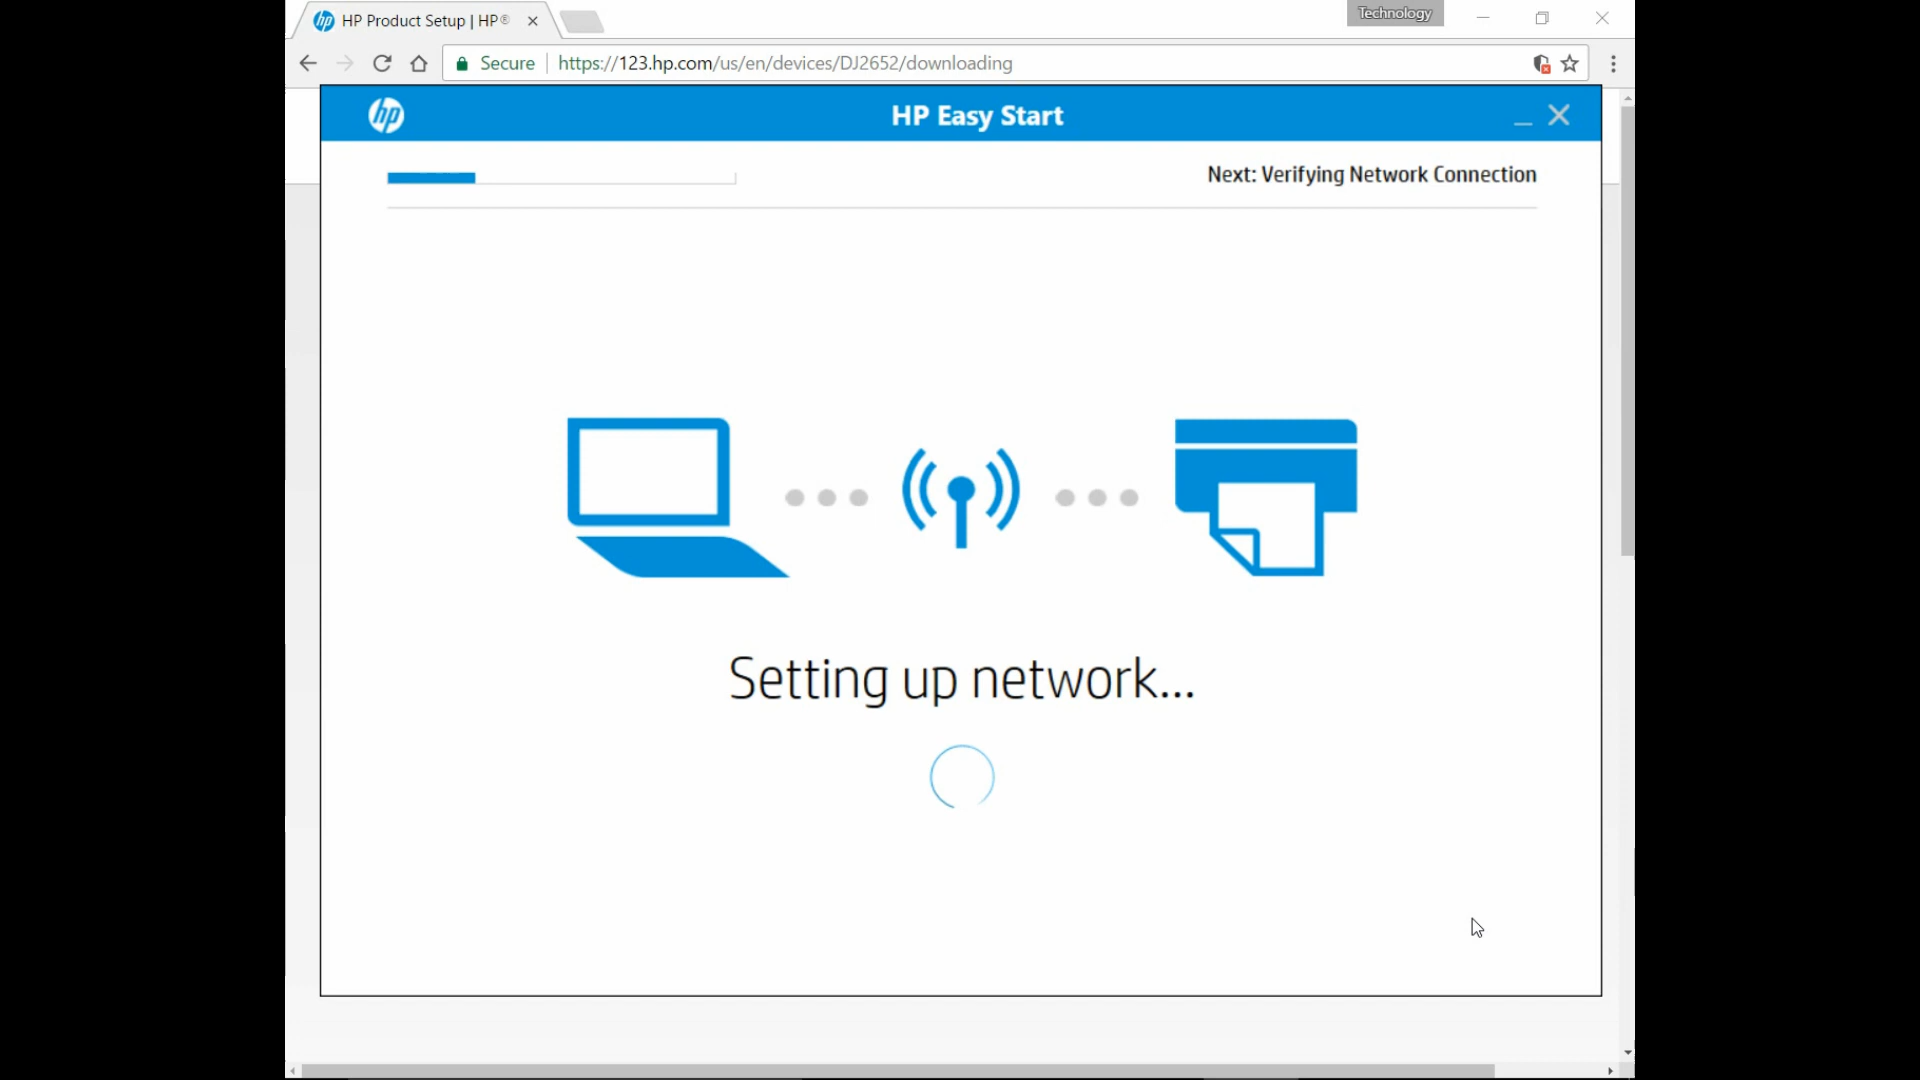 HP Product Setup | HP®
Technology
Secure
https://123.hp.com/us/en/devices/DJ2652/downloading
hp
HP Easy Start
Next: Verifying Network Connection
Setting up network...